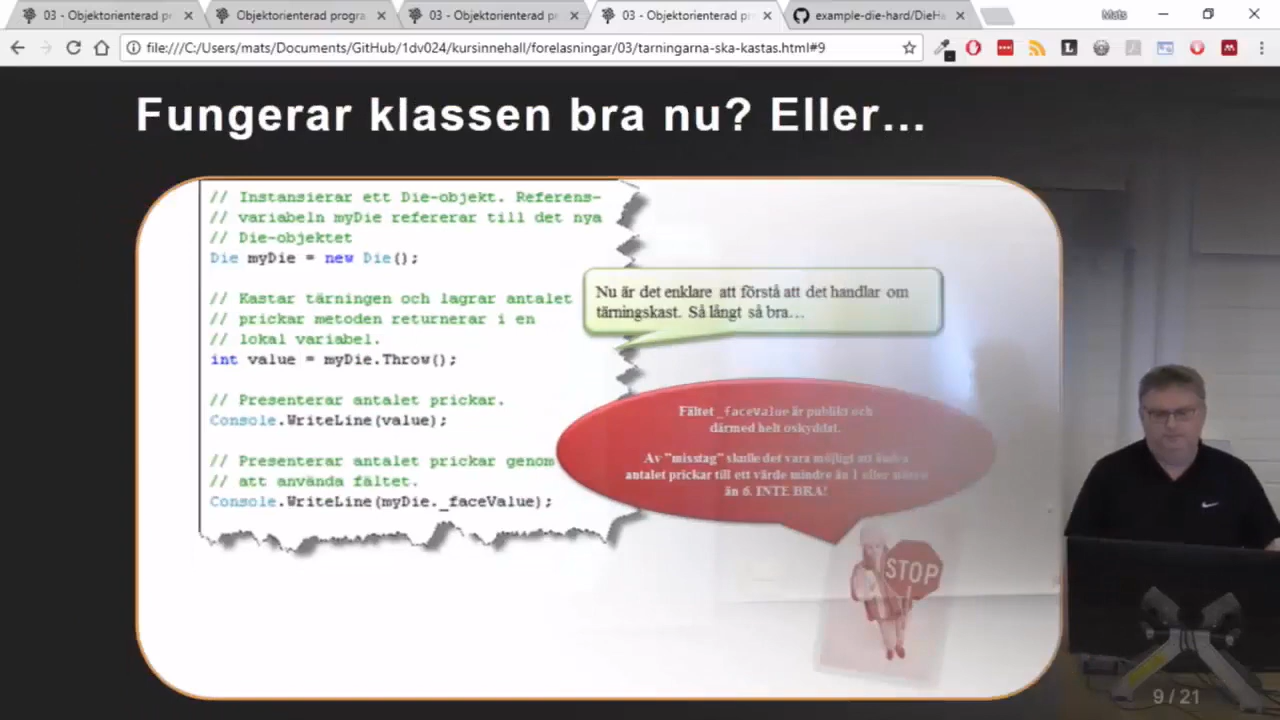 03 - Objektorienterad pr
Objektorienterad progra
03 - Objektorienterad pr
03 - Objektorienterad pr
example-die-hard/DieHa
Mats
file:///C:/Users/mats/Documents/GitHub/1dv024/kursinnehall/forelasningar/03/tarningarna-ska-kastas.html#9
Fungerar klassen bra nu? Eller…
// Instansierar ett Die-objekt. Referens-
// variabeln myDie refererar till det nya
// Die-objektet
Die myDie = new Die();
// Kastar tärningen och lagrar antalet
// prickar metoden returnerar i en
// lokal variabel.
int value = myDie.Throw();
// Presenterar antalet prickar.
Console.WriteLine(value);
// Presenterar antalet prickar genom
// att använda fältet.
Console.WriteLine(myDie._faceValue);
Nu är det enklare att förstå att det handlar om
tärningskast. Så långt så bra…
Fältet _faceValue är publikt och
därmed helt oskyddat.
Av "misstag" skulle det vara möjligt att ändra
antalet prickar till ett värde mindre än 1 eller större
än 6. INTE BRA!
STOP
9 / 21